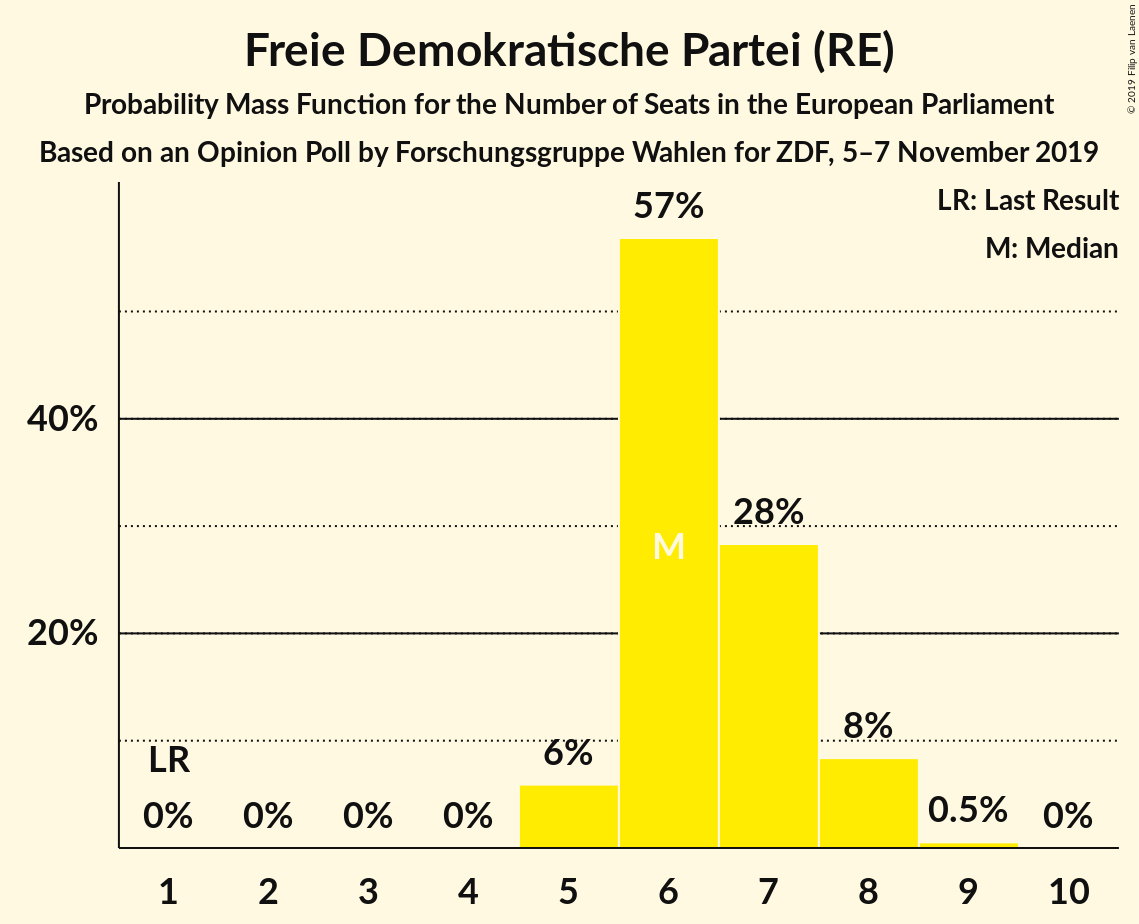 Freie Demokratische Partei (RE)
Probability Mass Function for the Number of Seats in the European Parliament
Based on an Opinion Poll by Forschungsgruppe Wahlen for ZDF, 5–7 November 2019
© 2019 Filip van Laenen
LR: Last Result
M: Median
57%
40%
28%
M
20%
8%
6%
LR
0% 0% 0% 0% 0.5% 0%
1 2 3 4 5 6 7 8 9 10